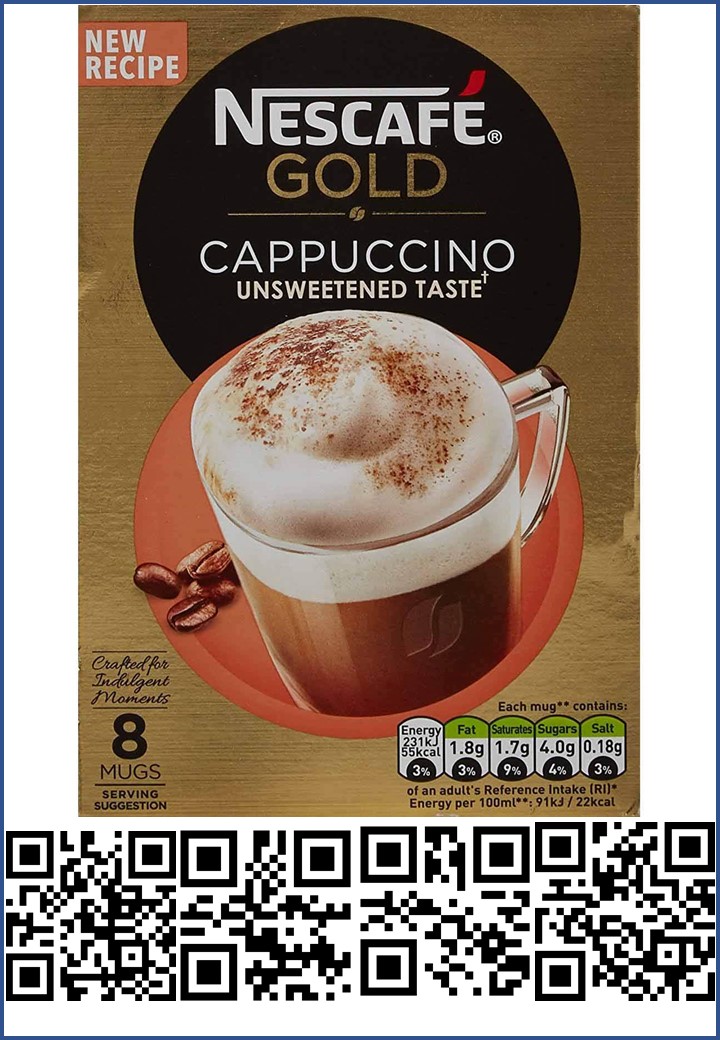 NEW
RECIPE
NESCAFÉ®
GOLD
CAPPUCCINO
UNSWEETENED TASTE†
Crafted for
Indulgent
Moments
8
MUGS
SERVING
SUGGESTION
Each mug** contains:
Energy
231kJ
55kcal
3%
Fat
1.8g
3%
Saturates
1.7g
9%
Sugars
4.0g
4%
Salt
0.18g
3%
of an adult's Reference Intake (RI)*
Energy per 100ml**: 91kJ / 22kcal